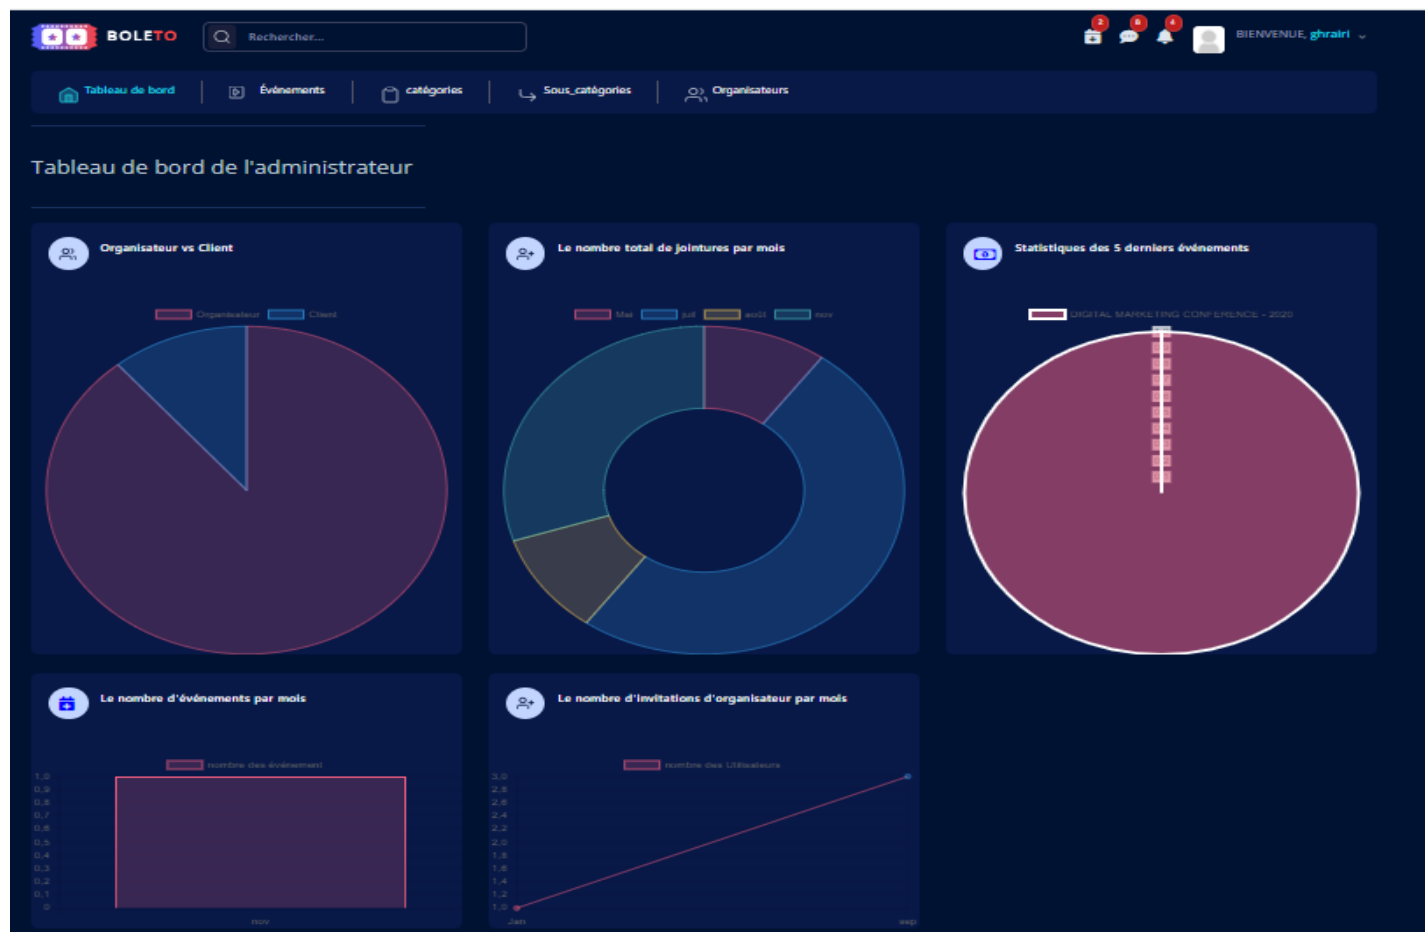 BOLETO
Rechercher...
2
8
4
BIENVENUE, ghrairi
Tableau de bord
Événements
catégories
Sous_catégories
Organisateurs
Tableau de bord de l'administrateur
Organisateur vs Client
Organisateur Client
Le nombre total de jointures par mois
Mai juil août nov
Statistiques des 5 derniers événements
DIGITAL MARKETING CONFERENCE - 2020
Le nombre d'événements par mois
nombre des événement
1,0
0,9
0,8
0,7
0,6
0,5
0,4
0,3
0,2
0,1
0
nov
Le nombre d'invitations d'organisateur par mois
nombre des Utilisateurs
3,0
2,8
2,6
2,4
2,2
2,0
1,8
1,6
1,4
1,2
1,0
Jan
sep